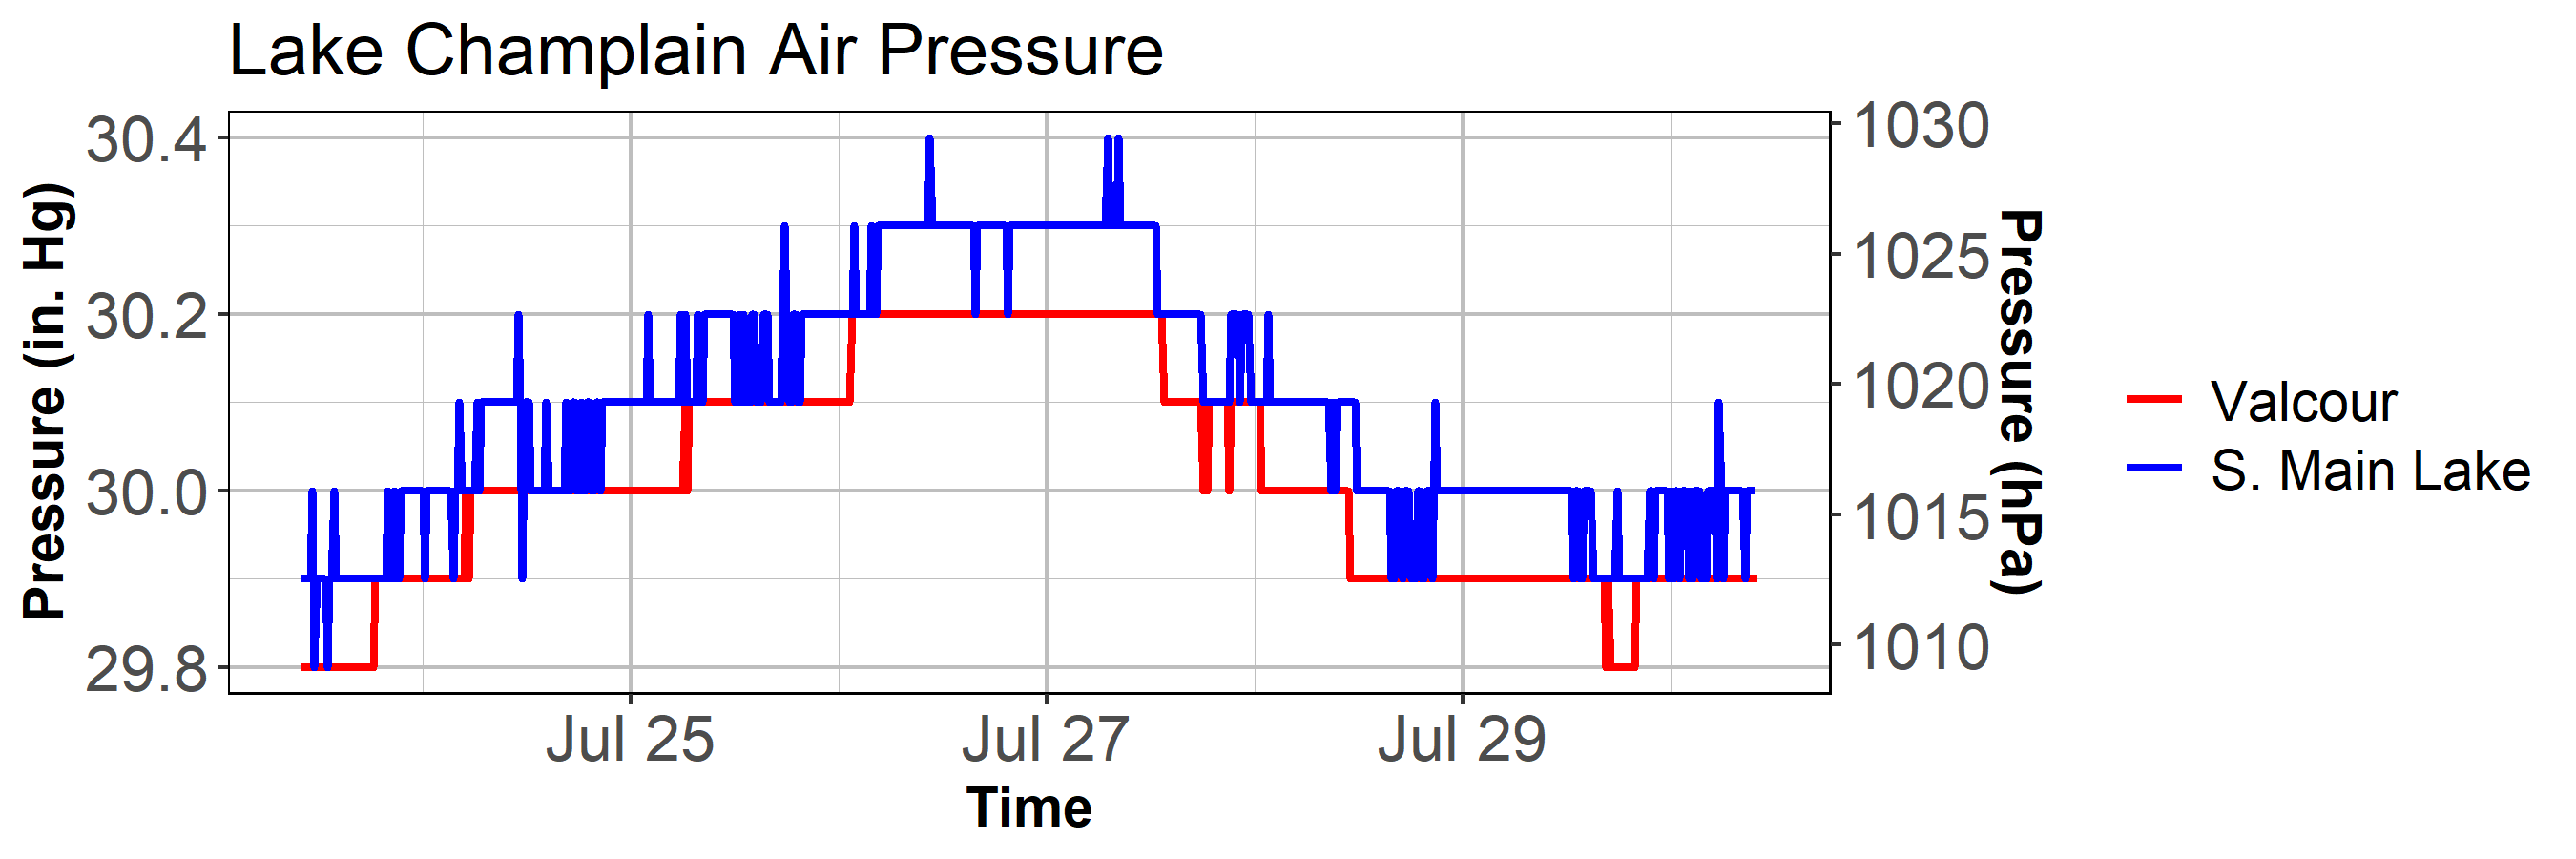 Lake Champlain Air Pressure
Pressure (in. Hg)
30.4
30.2
30.0
29.8
1030
1025
1020
1015
1010
Pressure (hPa)
Jul 25
Jul 27
Jul 29
Time
Valcour
S. Main Lake